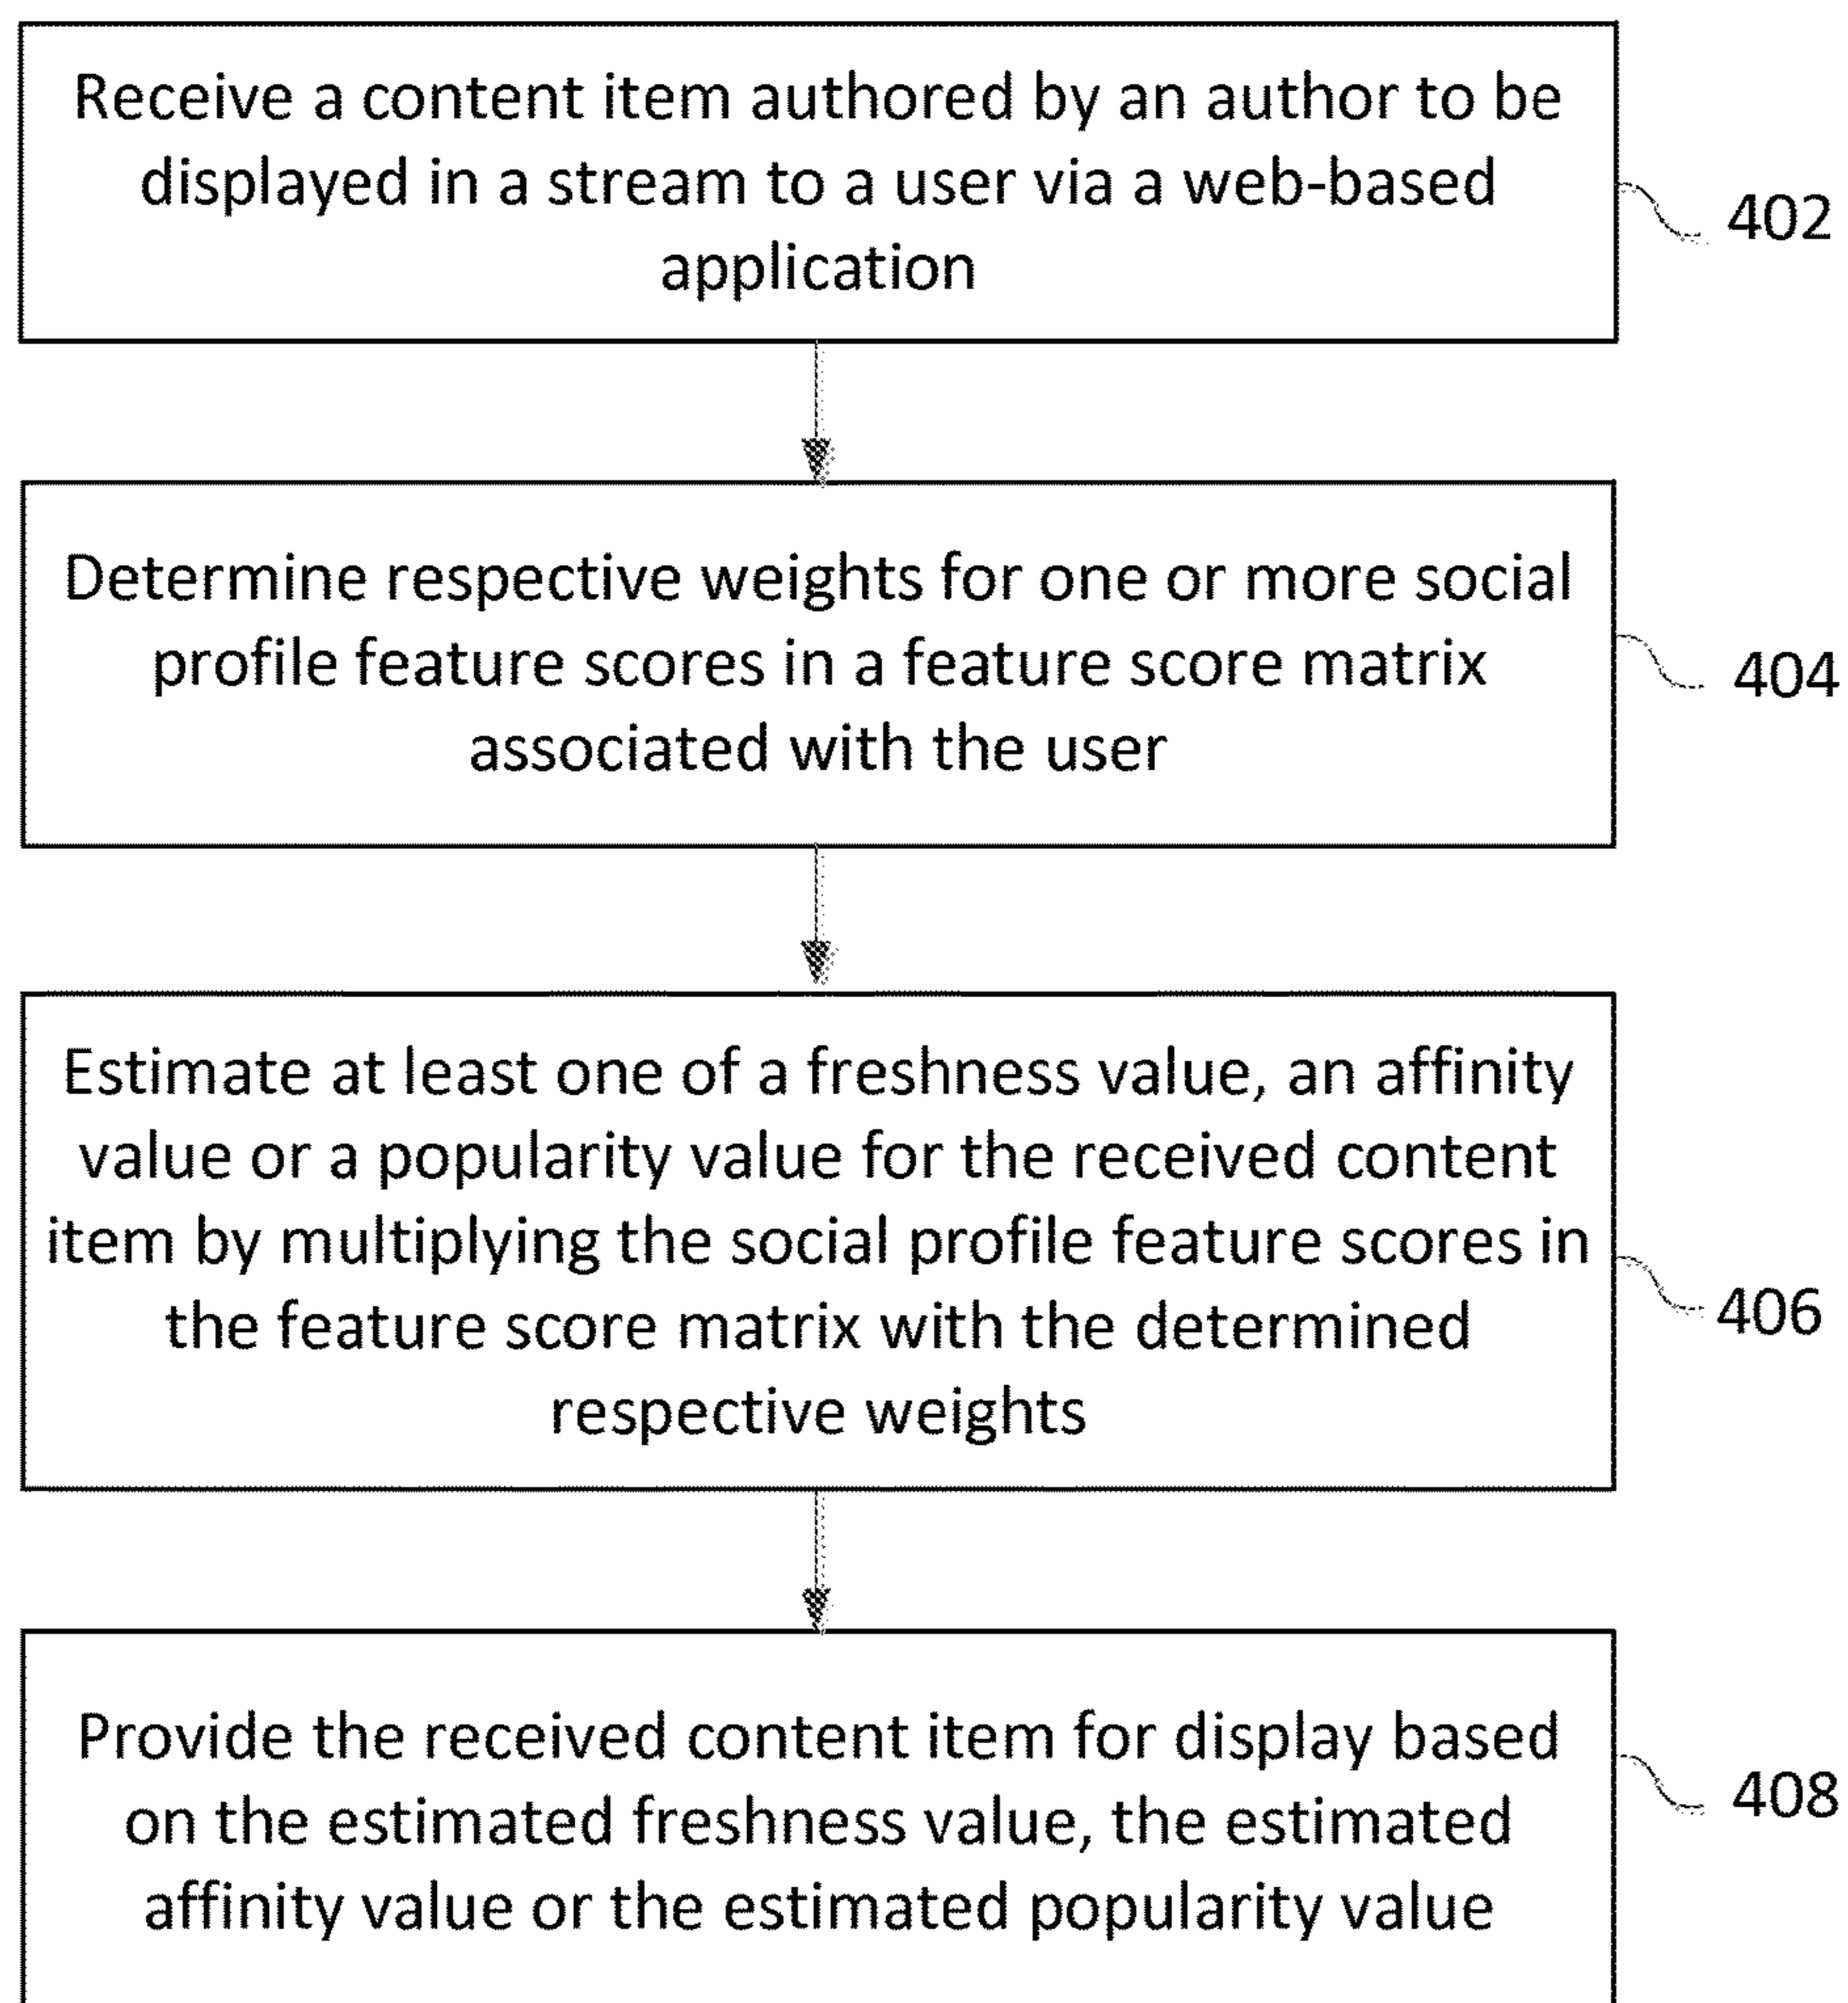 Receive a content item authored by an author to be
displayed in a stream to a user via a web-based
application
402
Determine respective weights for one or more social
profile feature scores in a feature score matrix
associated with the user
404
Estimate at least one of a freshness value, an affinity
value or a popularity value for the received content
item by multiplying the social profile feature scores in
the feature score matrix with the determined
respective weights
406
Provide the received content item for display based
on the estimated freshness value, the estimated
affinity value or the estimated popularity value
408